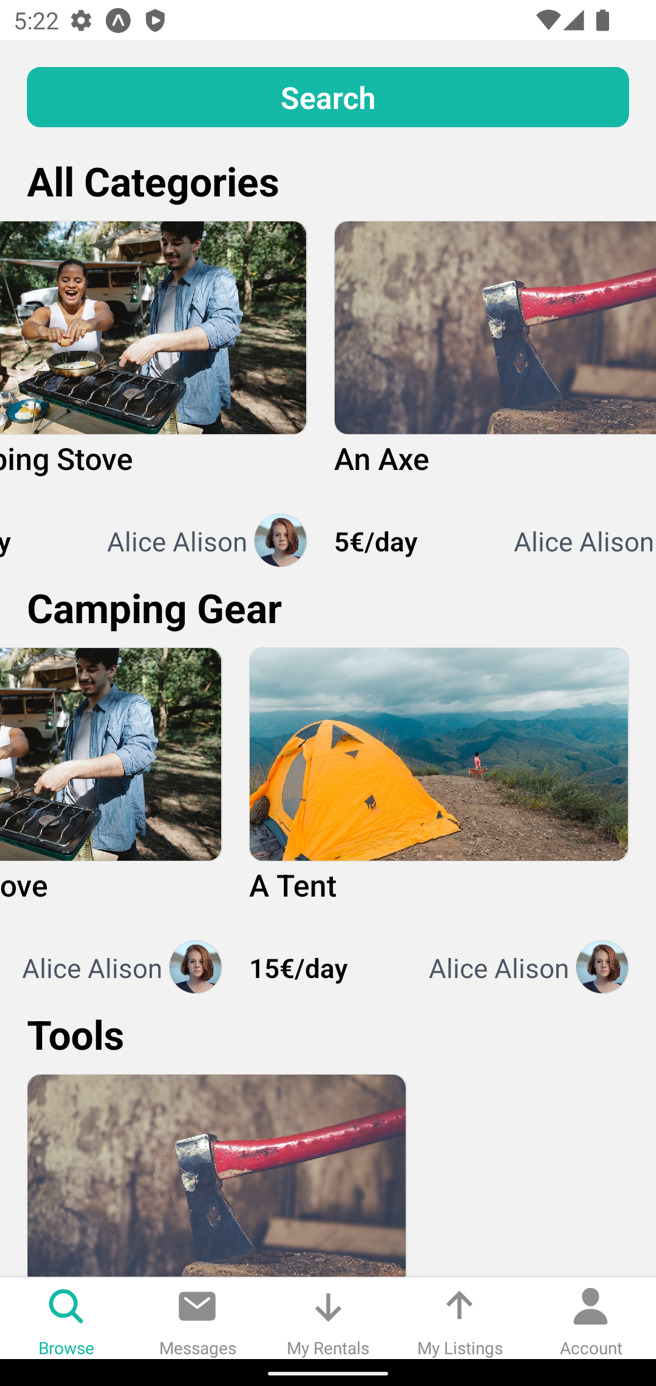 5:22
Search
All Categories
ping Stove
An Axe
y
Alice Alison
5€/day
Alice Alison
Camping Gear
ove
A Tent
Alice Alison
15€/day
Alice Alison
Tools
Browse
Messages
My Rentals
My Listings
Account